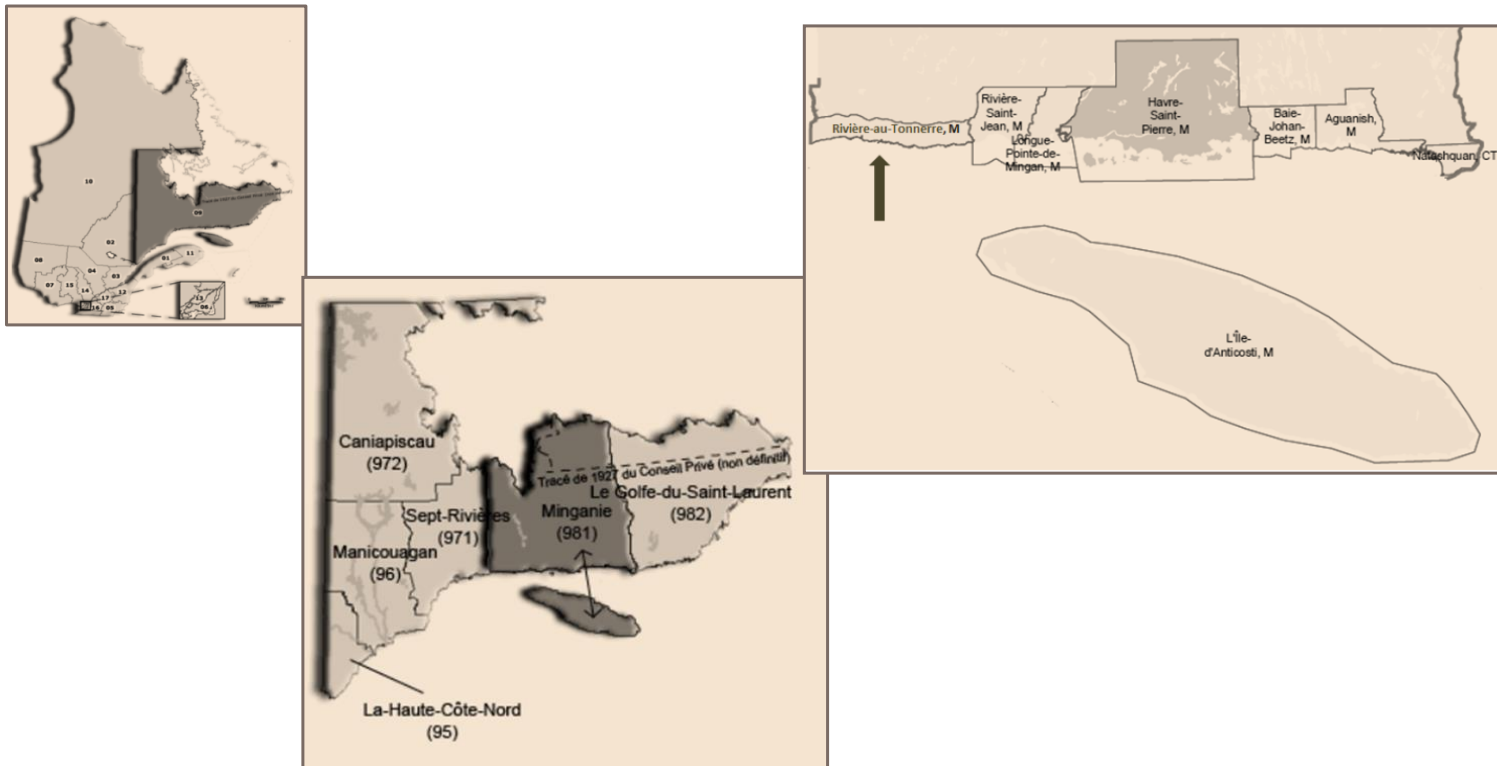 10
09
02
08
01
11
04
03
07
15
14
12
17
16
05
13
06
Caniapiscau
(972)
Tracé de 1927 du Conseil Privé (non définitif)
Le Golfe-du-Saint-Laurent
(982)
Sept-Rivières
(971)
Minganie
(981)
Manicouagan
(96)
La-Haute-Côte-Nord
(95)
Rivière-au-Tonnerre, M
Rivière-
Saint-
Jean, M
Longue-
Pointe-de-
Mingan, M
Havre-
Saint-
Pierre, M
Baie-
Johan-
Beetz, M
Aguanish,
M
Natashquan, CT
L'Île-
d'Anticosti, M